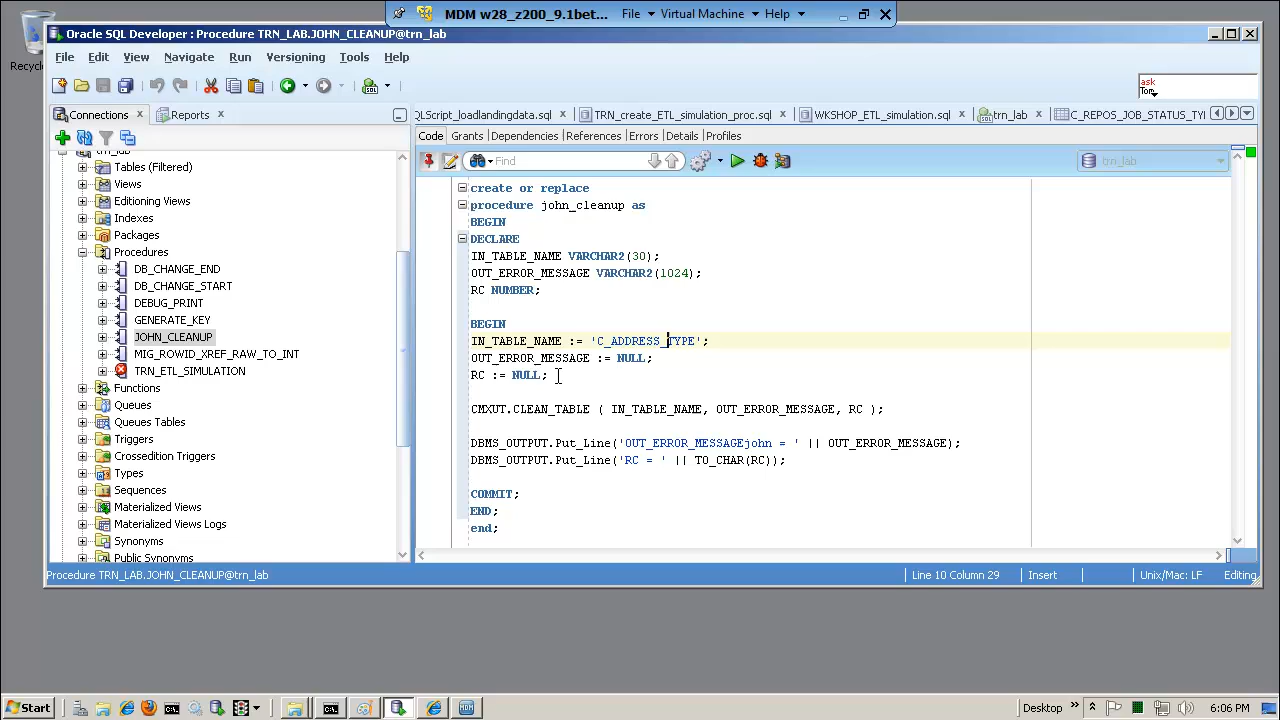 MDM w28_z200_9.1bet... File Virtual Machine Help
Oracle SQL Developer : Procedure TRN_LAB.JOHN_CLEANUP@trn_lab
Recycl
File Edit View Navigate Run Versioning Tools Help
ask
Tom
Connections Reports
QLScript_loadlandingdata.sql TRN_create_ETL_simulation_proc.sql WKSHOP_ETL_simulation.sql trn_lab C_REPOS_JOB_STATUS_TYI
Code Grants Dependencies References Errors Details Profiles
Find
trn_lab
trn_lab
Tables (Filtered)
Views
Editioning Views
Indexes
Packages
Procedures
DB_CHANGE_END
DB_CHANGE_START
DEBUG_PRINT
GENERATE_KEY
JOHN_CLEANUP
MIG_ROWID_XREF_RAW_TO_INT
TRN_ETL_SIMULATION
Functions
Queues
Queues Tables
Triggers
Crossedition Triggers
Types
Sequences
Materialized Views
Materialized Views Logs
Synonyms
Public Synonyms
create or replace
procedure john_cleanup as
BEGIN
DECLARE
IN_TABLE_NAME VARCHAR2(30);
OUT_ERROR_MESSAGE VARCHAR2(1024);
RC NUMBER;
BEGIN
IN_TABLE_NAME := 'C_ADDRESS_TYPE';
OUT_ERROR_MESSAGE := NULL;
RC := NULL;
CMXUT.CLEAN_TABLE ( IN_TABLE_NAME, OUT_ERROR_MESSAGE, RC );
DBMS_OUTPUT.Put_Line('OUT_ERROR_MESSAGEjohn = ' || OUT_ERROR_MESSAGE);
DBMS_OUTPUT.Put_Line('RC = ' || TO_CHAR(RC));
COMMIT;
END;
end;
Procedure TRN_LAB.JOHN_CLEANUP@trn_lab Line 10 Column 29 Insert Unix/Mac: LF Editing
Start Desktop 6:06 PM